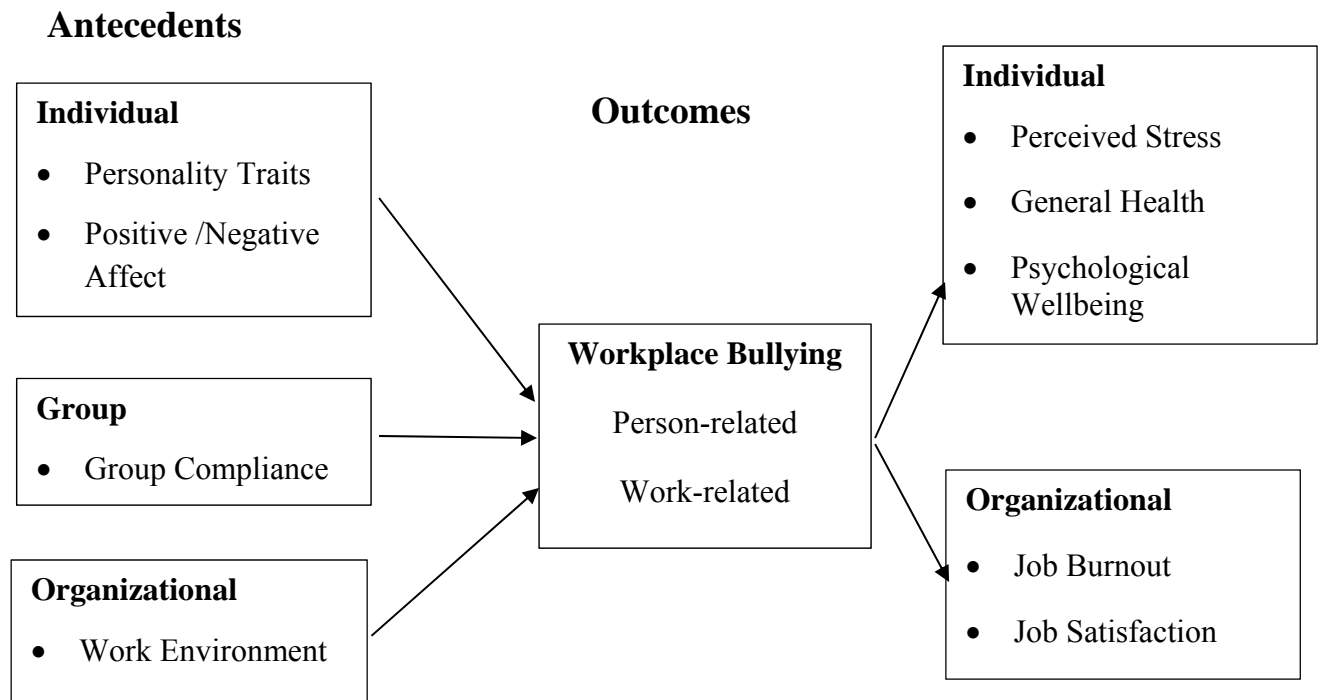 Antecedents
Individual
• Personality Traits
• Positive /Negative
Affect
Group
• Group Compliance
Organizational
• Work Environment
Outcomes
Workplace Bullying
Person-related
Work-related
Individual
• Perceived Stress
• General Health
• Psychological
Wellbeing
Organizational
• Job Burnout
• Job Satisfaction